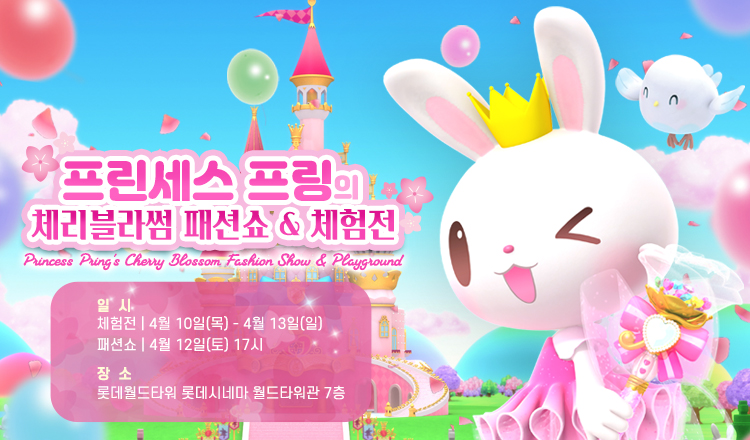 프린세스 프링의
체리블라썸 패션쇼 & 체험전
Princess Pring's Cherry Blossom Fashion Show & Playground
일 시
체험전 | 4월 10일(목) - 4월 13일(일)
패션쇼 | 4월 12일(토) 17시
장 소
롯데월드타워 롯데시네마 월드타워관 7층